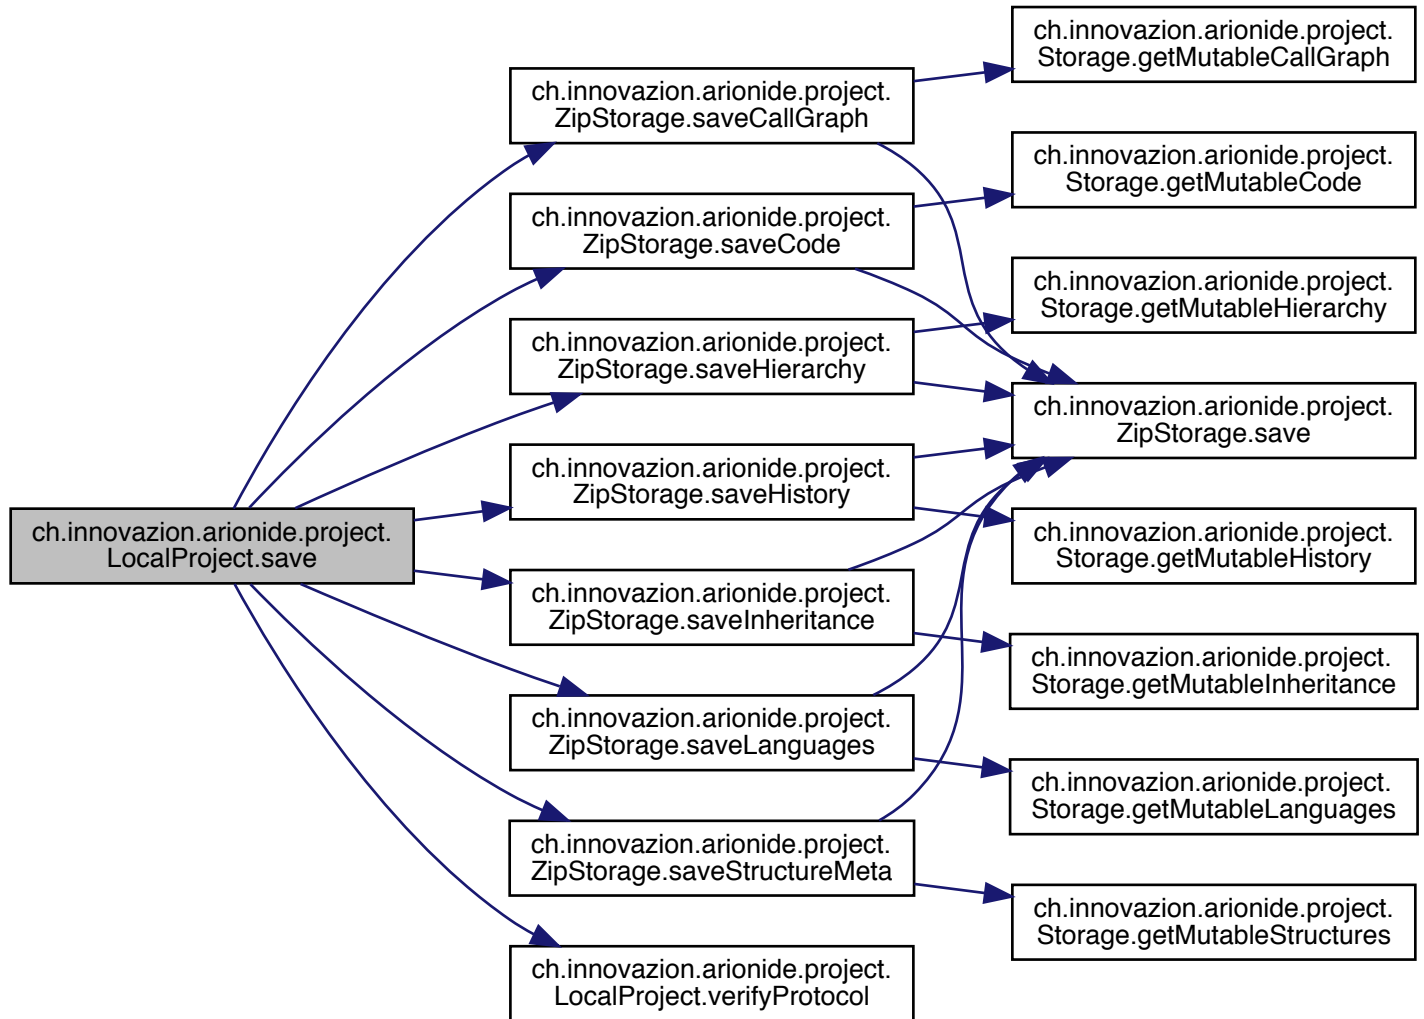 ch.innovazion.arionide.project.
LocalProject.save
ch.innovazion.arionide.project.
ZipStorage.saveCallGraph
ch.innovazion.arionide.project.
ZipStorage.saveCode
ch.innovazion.arionide.project.
ZipStorage.saveHierarchy
ch.innovazion.arionide.project.
ZipStorage.saveHistory
ch.innovazion.arionide.project.
ZipStorage.saveInheritance
ch.innovazion.arionide.project.
ZipStorage.saveLanguages
ch.innovazion.arionide.project.
ZipStorage.saveStructureMeta
ch.innovazion.arionide.project.
LocalProject.verifyProtocol
ch.innovazion.arionide.project.
Storage.getMutableCallGraph
ch.innovazion.arionide.project.
Storage.getMutableCode
ch.innovazion.arionide.project.
Storage.getMutableHierarchy
ch.innovazion.arionide.project.
ZipStorage.save
ch.innovazion.arionide.project.
Storage.getMutableHistory
ch.innovazion.arionide.project.
Storage.getMutableInheritance
ch.innovazion.arionide.project.
Storage.getMutableLanguages
ch.innovazion.arionide.project.
Storage.getMutableStructures